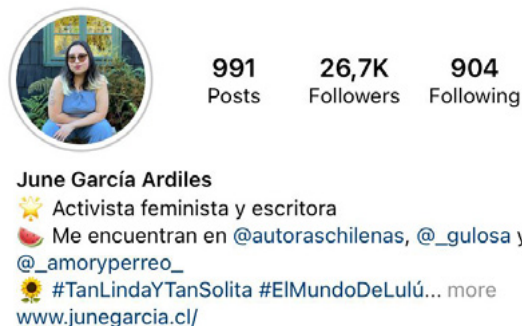 991 26,7K 904
Posts Followers Following
June García Ardiles
🌟 Activista feminista y escritora
🍉 Me encuentran en @autoraschilenas, @_gulosa y
@_amoryperreo_
🌻 #TanLindaYTanSolita #ElMundoDeLulú... more
www.junegarcia.cl/